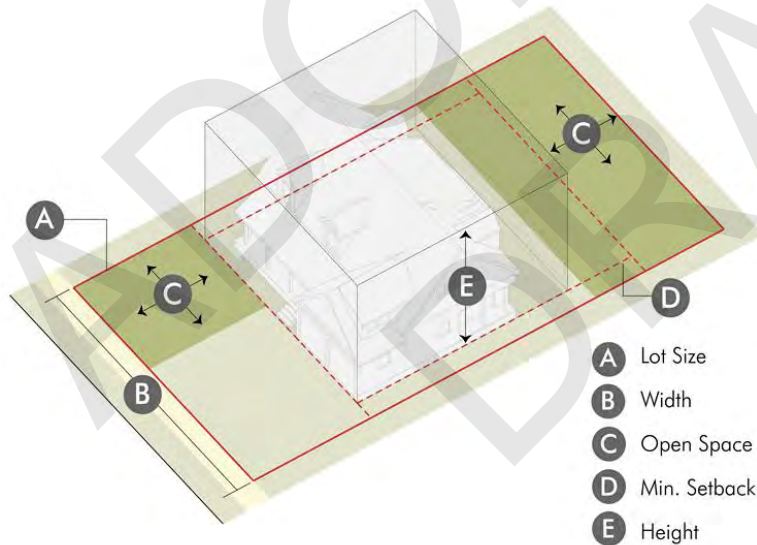 C
A
C
E
D
B
A Lot Size
B Width
C Open Space
D Min. Setback
E Height